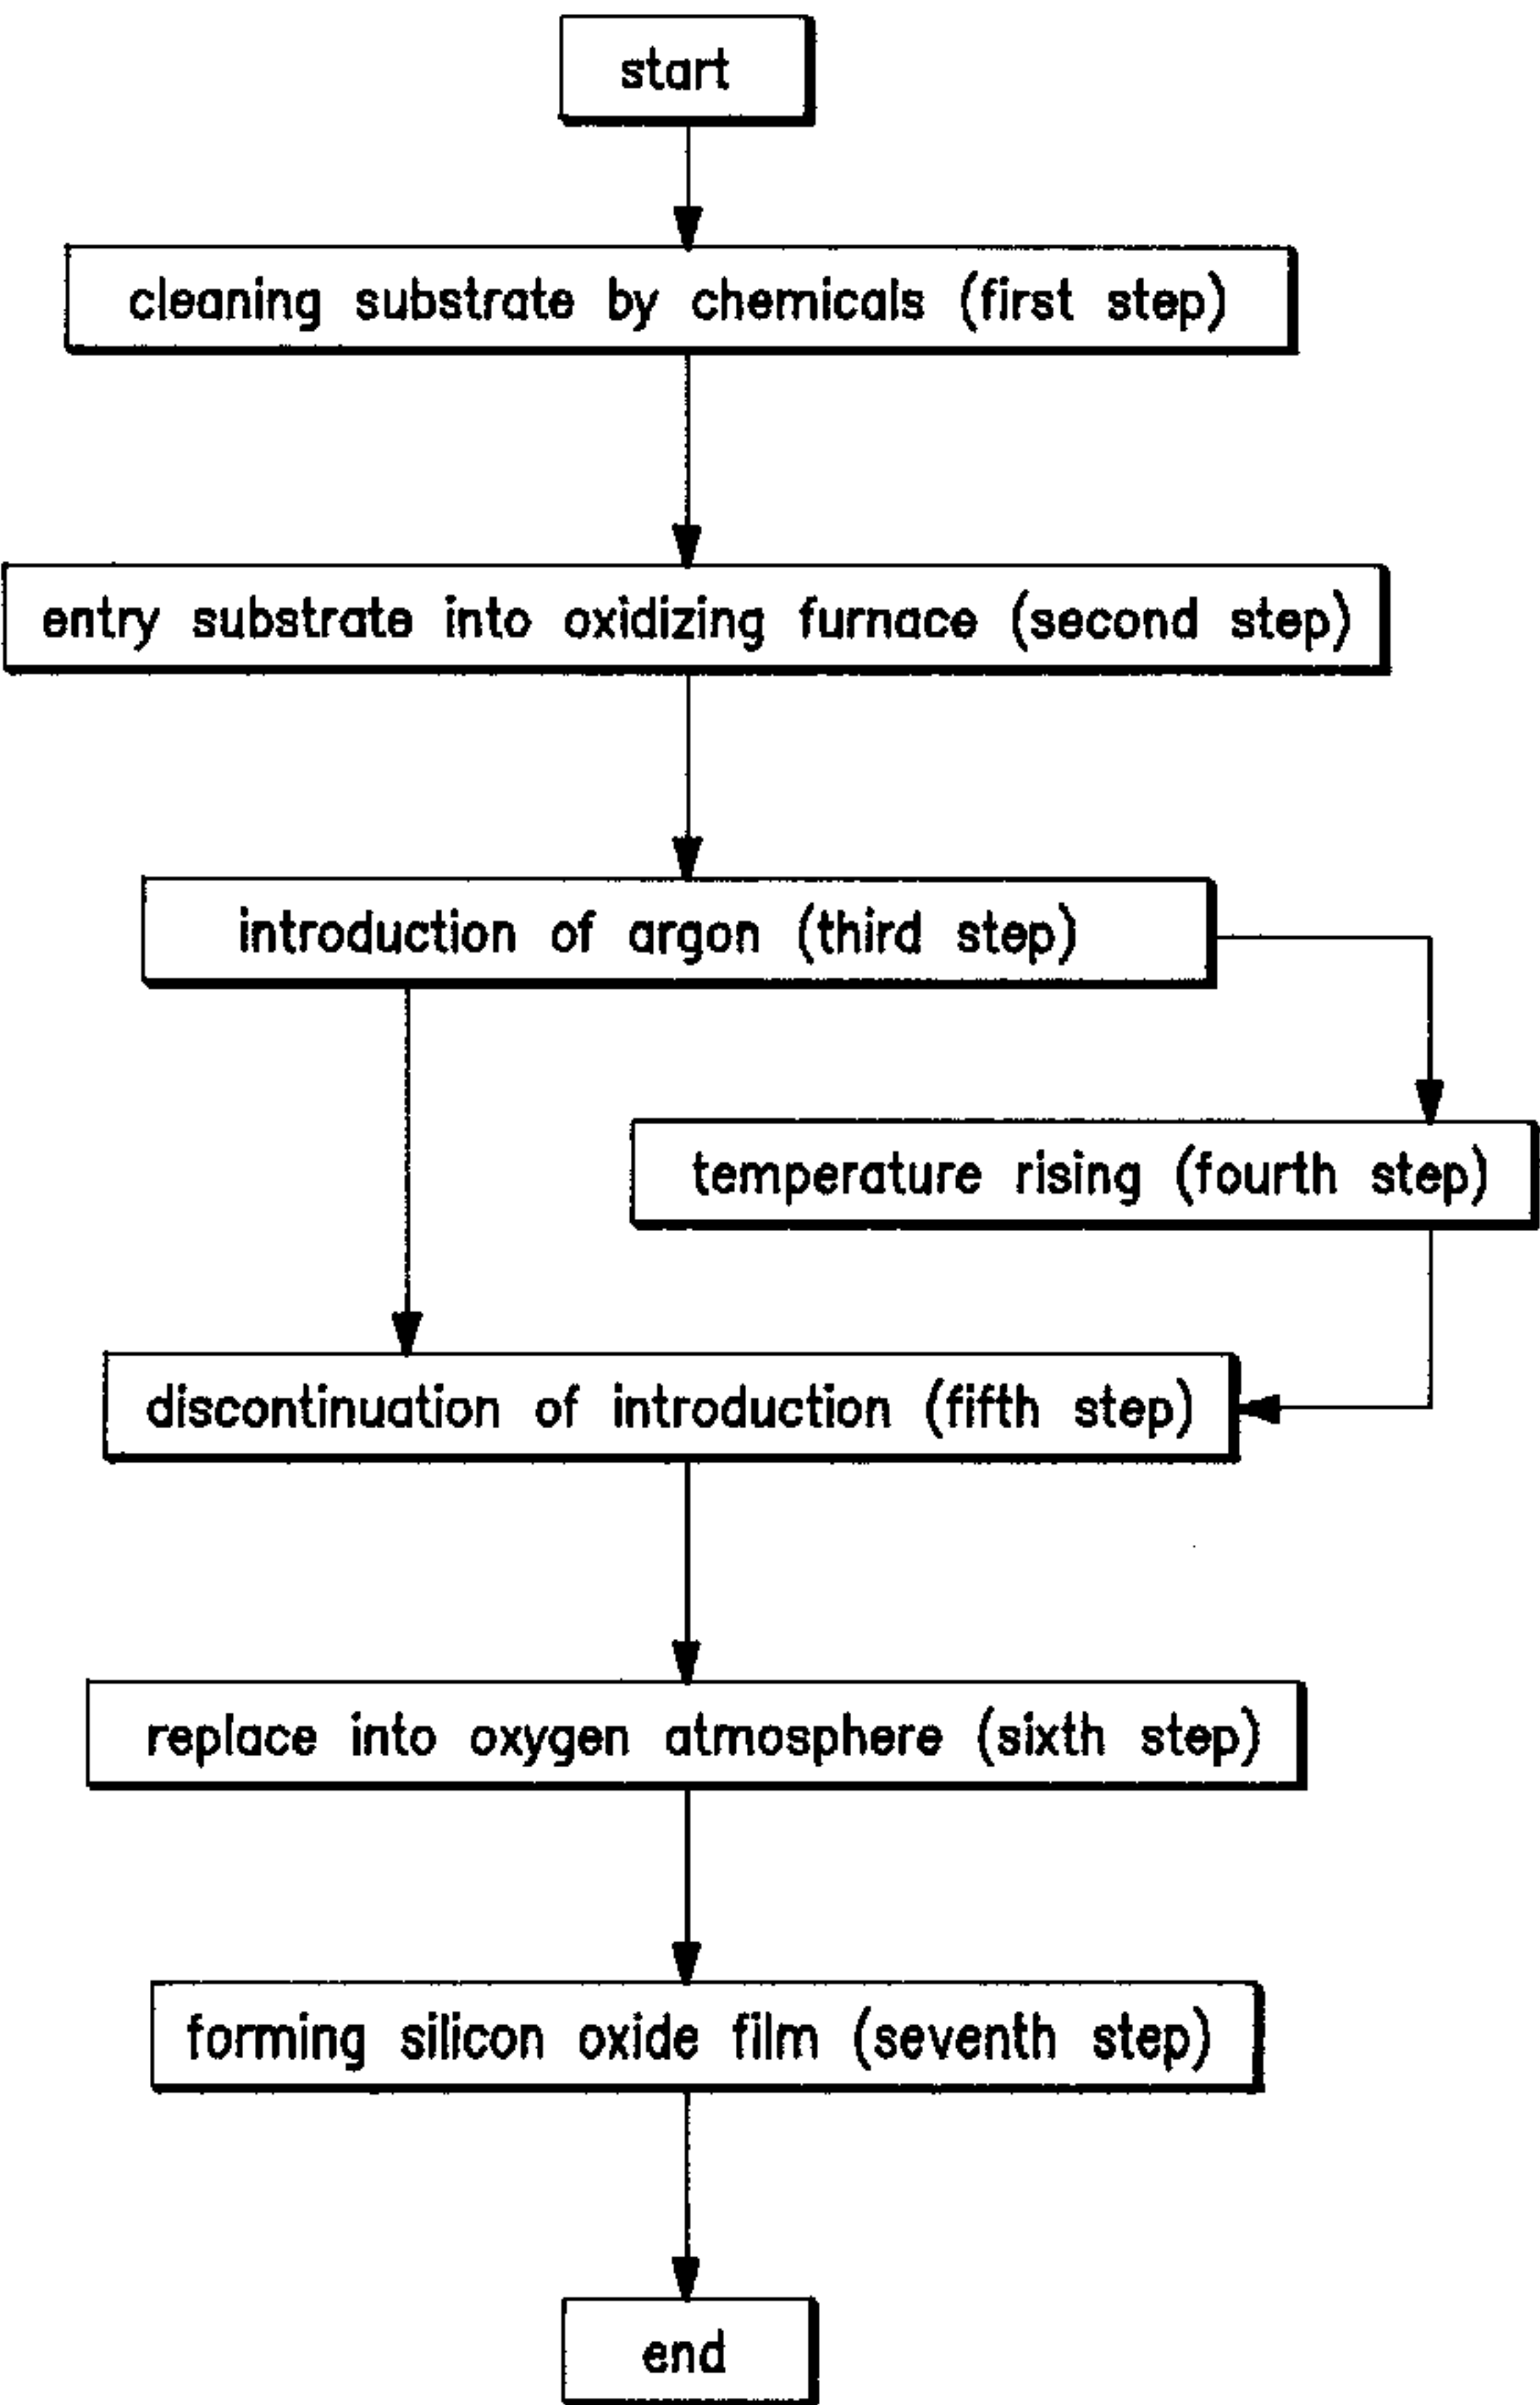 start
cleaning substrate by chemicals (first step)
entry substrate into oxidizing furnace (second step)
introduction of argon (third step)
temperature rising (fourth step)
discontinuation of introduction (fifth step)
replace into oxygen atmosphere (sixth step)
forming silicon oxide film (seventh step)
end